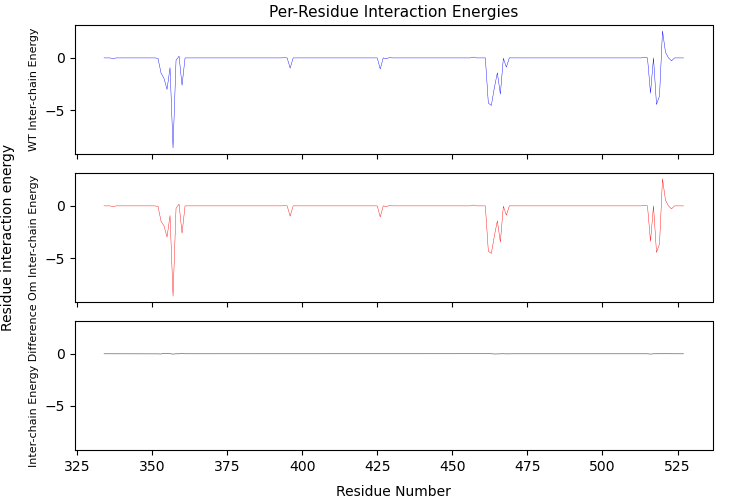 Per-Residue Interaction Energies
Residue interaction energy
WT Inter-chain Energy
0
−5
Om Inter-chain Energy
0
−5
Inter-chain Energy Difference
0
−5
325 350 375 400 425 450 475 500 525
Residue Number